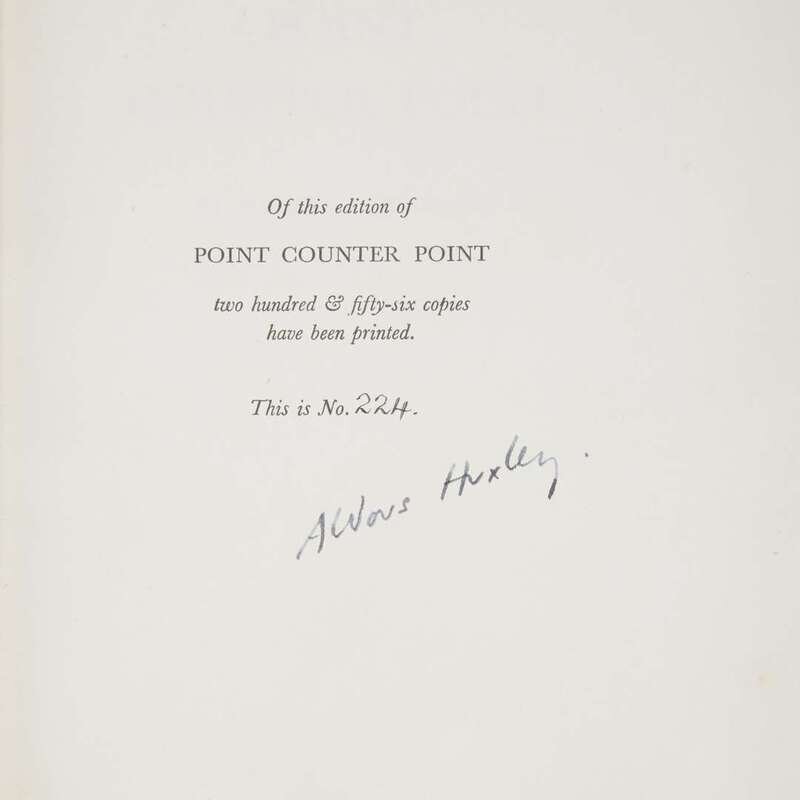 Of this edition of
POINT COUNTER POINT
two hundred & fifty-six copies
have been printed.
This is No. 224.
Aldous Huxley.